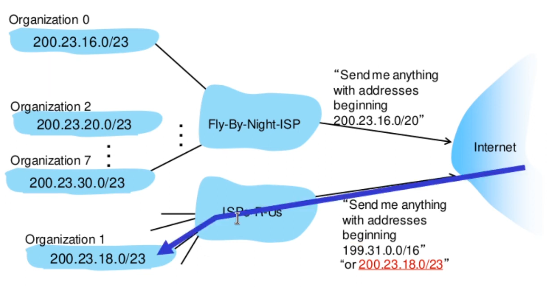 Organization 0
200.23.16.0/23
Organization 2
200.23.20.0/23
Organization 7
200.23.30.0/23
Organization 1
200.23.18.0/23
Fly-By-Night-ISP
ISPs-R-Us
“Send me anything
with addresses
beginning
200.23.16.0/20”
Internet
“Send me anything
with addresses
beginning
199.31.0.0/16”
“or 200.23.18.0/23”